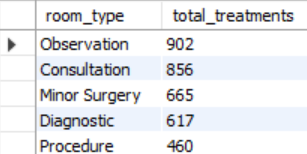 room_type total_treatments
Observation 902
Consultation 856
Minor Surgery 665
Diagnostic 617
Procedure 460